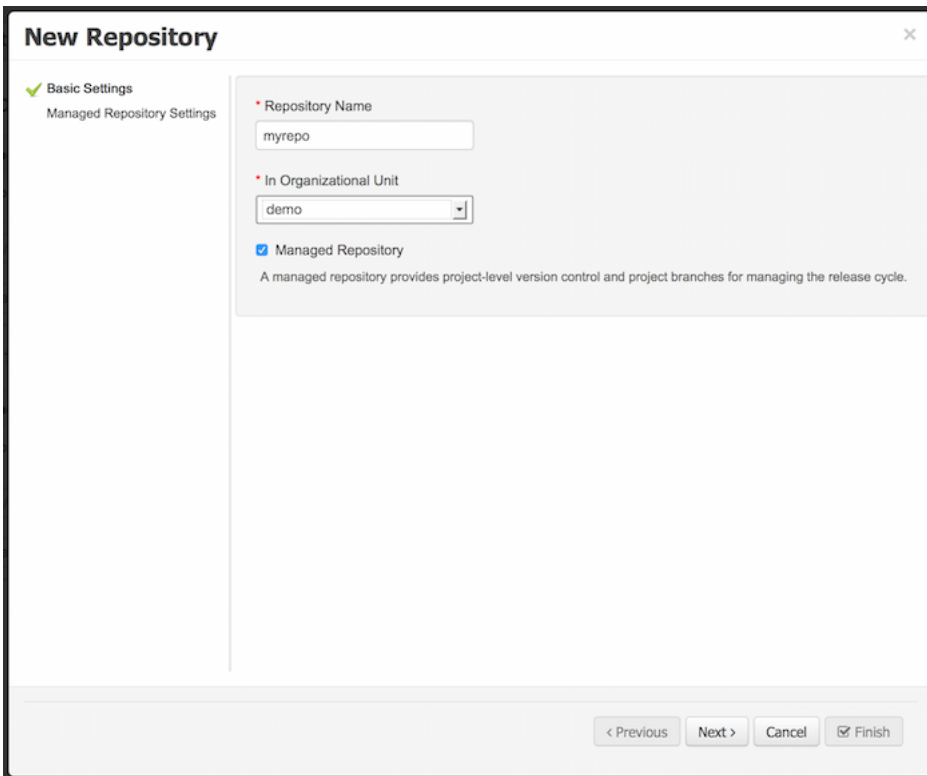 New Repository
×
Basic Settings
Managed Repository Settings
* Repository Name
myrepo
* In Organizational Unit
demo
Managed Repository
A managed repository provides project-level version control and project branches for managing the release cycle.
< Previous
Next >
Cancel
Finish